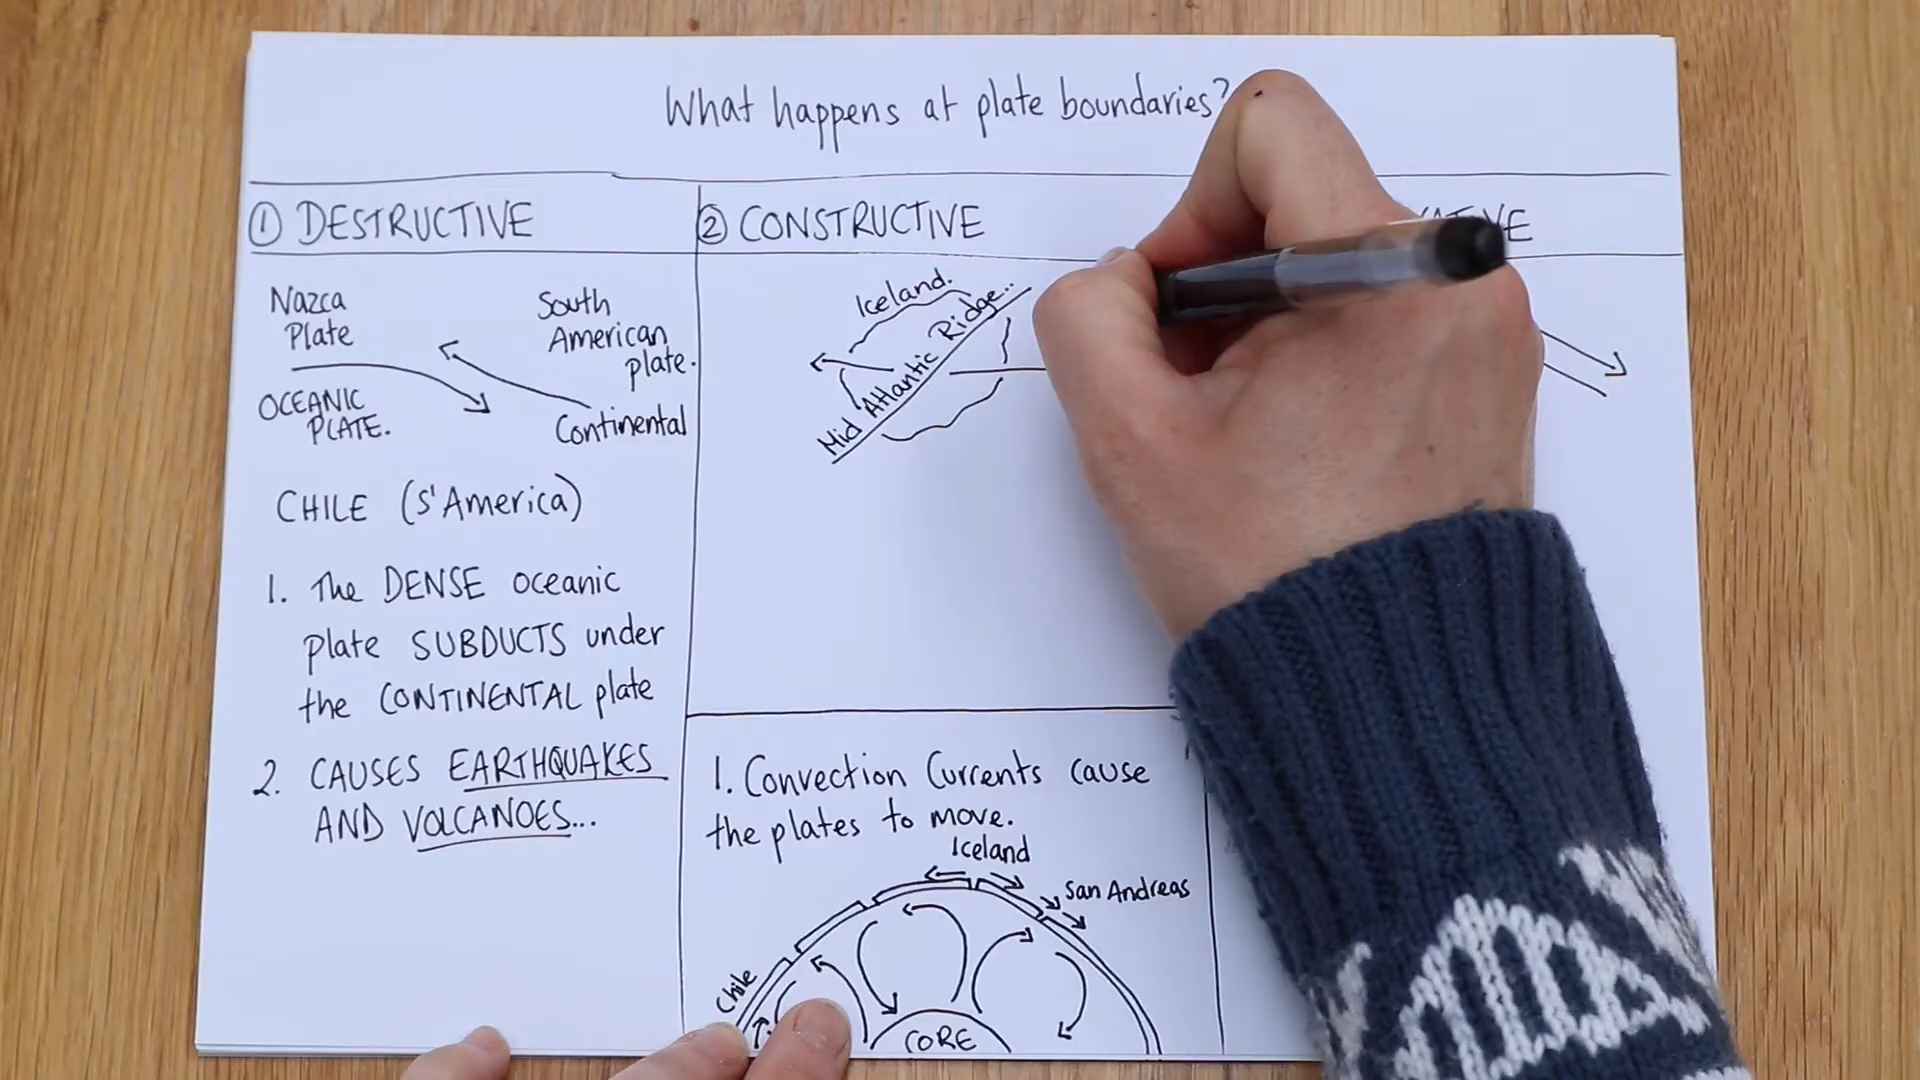 What happens at plate boundaries?
① DESTRUCTIVE
Nazca
Plate
South
American
plate.
OCEANIC
PLATE.
Continental
CHILE (S' America)
1. The DENSE oceanic
plate SUBDUCTS under
the CONTINENTAL plate
2. CAUSES EARTHQUAKES
AND VOLCANOES...
② CONSTRUCTIVE
Iceland.
Mid Atlantic Ridge...
1. Convection Currents cause
the plates to move.
Iceland
San Andreas
Chile
CORE